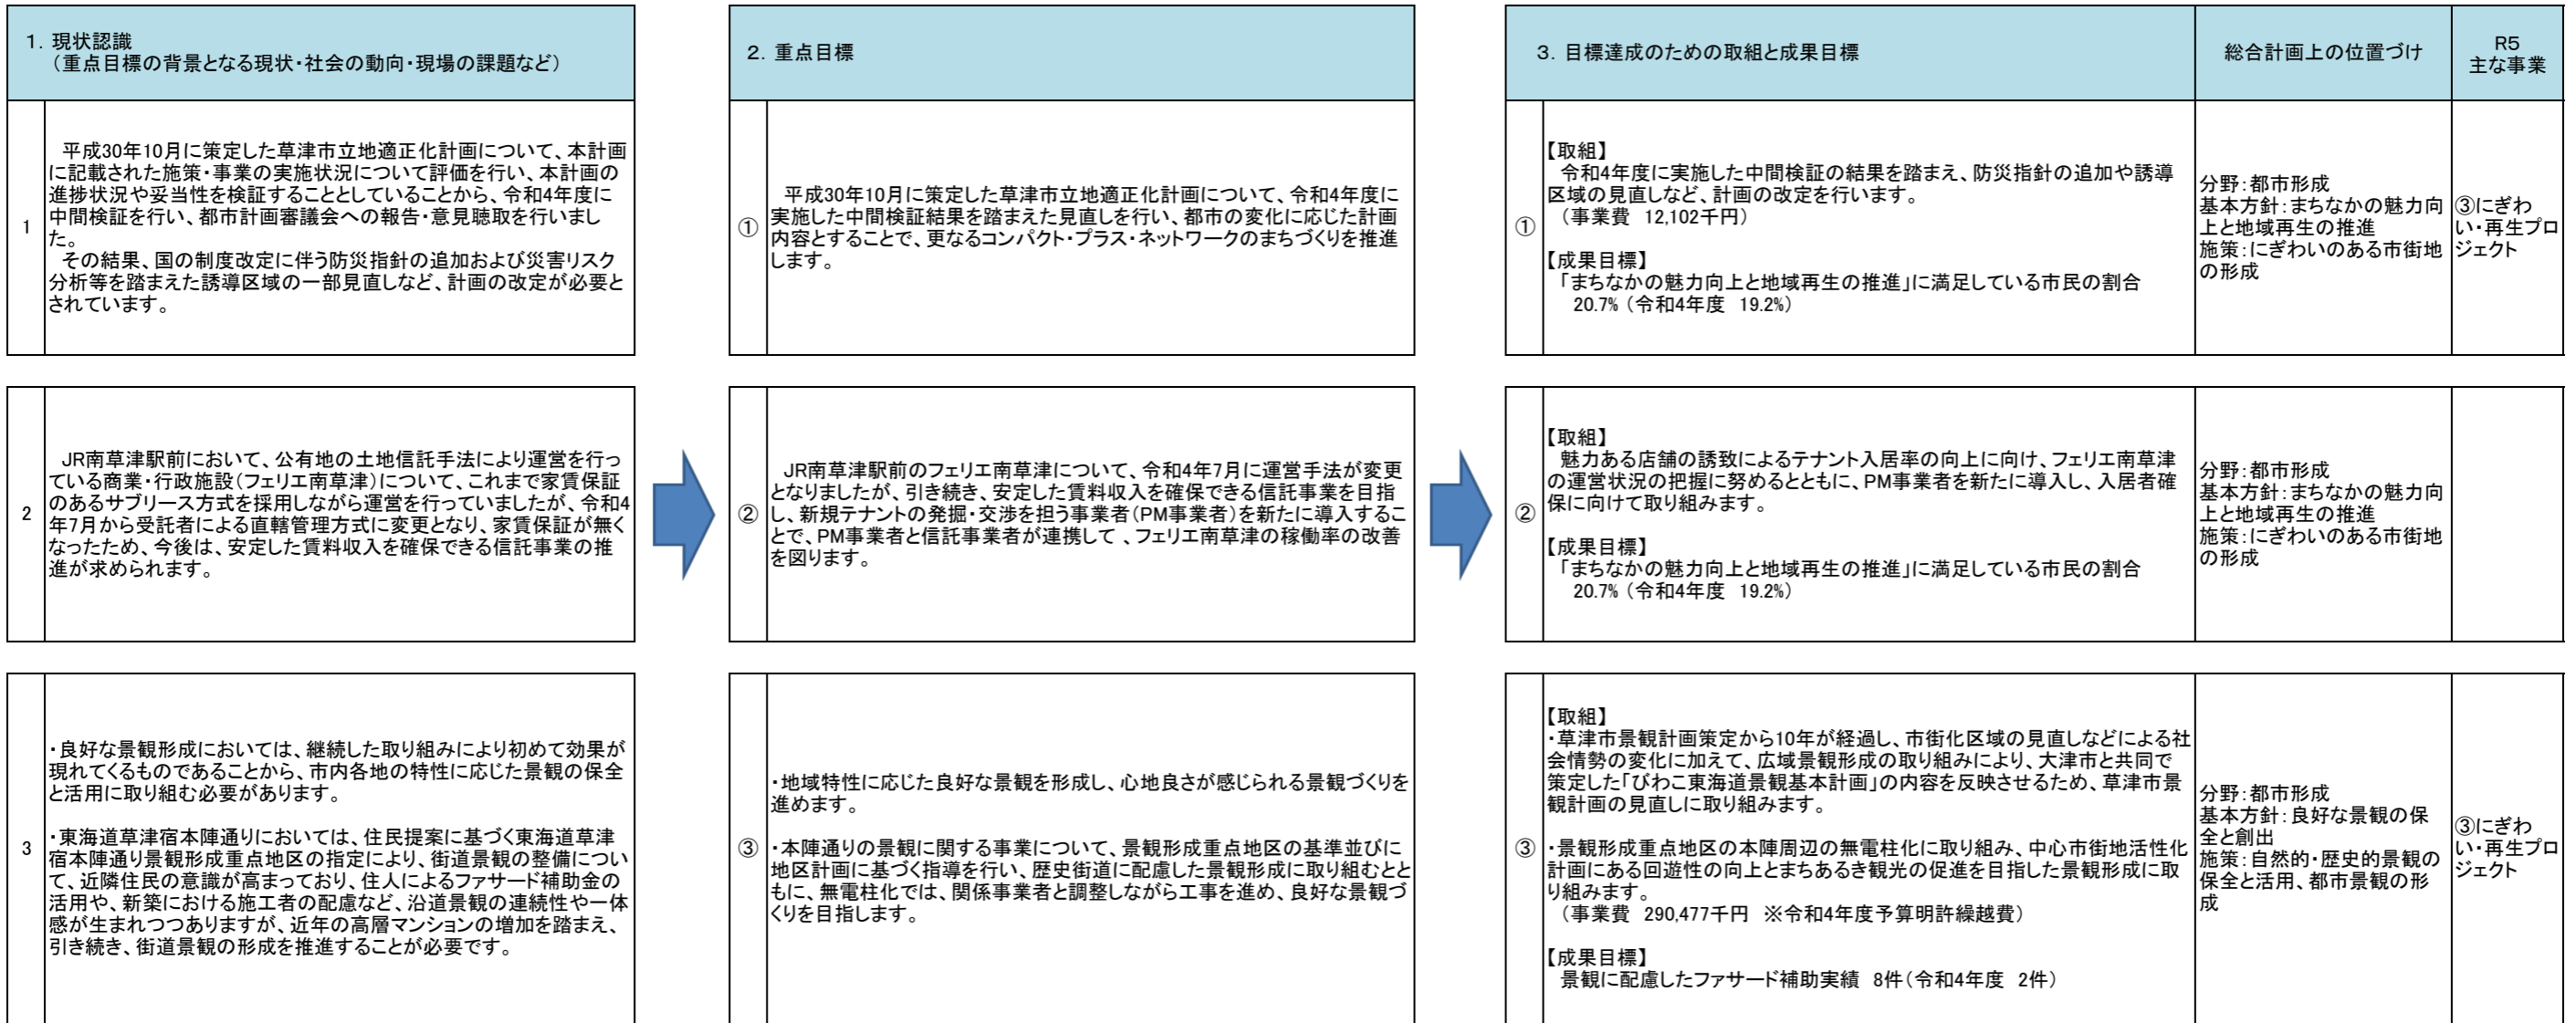 1. 現状認識
（重点目標の背景となる現状・社会の動向・現場の課題など）
2. 重点目標
3. 目標達成のための取組と成果目標
総合計画上の位置づけ
R5
主な事業
1
平成30年10月に策定した草津市立地適正化計画について、本計画
に記載された施策・事業の実施状況について評価を行い、本計画の
進捗状況や妥当性を検証することとしていることから、令和4年度に
中間検証を行い、都市計画審議会への報告・意見聴取を行いまし
た。
その結果、国の制度改定に伴う防災指針の追加および災害リスク
分析等を踏まえた誘導区域の一部見直しなど、計画の改定が必要と
されています。
①
平成30年10月に策定した草津市立地適正化計画について、令和4年度に
実施した中間検証結果を踏まえた見直しを行い、都市の変化に応じた計画
内容とすることで、更なるコンパクト・プラス・ネットワークのまちづくりを推進
します。
①
【取組】
令和4年度に実施した中間検証の結果を踏まえ、防災指針の追加や誘導
区域の見直しなど、計画の改定を行います。
（事業費 12,102千円）
【成果目標】
「まちなかの魅力向上と地域再生の推進」に満足している市民の割合
20.7%（令和4年度 19.2%）
分野：都市形成
基本方針：まちなかの魅力向
上と地域再生の推進
施策：にぎわいのある市街地
の形成
③にぎわ
い・再生プロ
ジェクト
2
JR南草津駅前において、公有地の土地信託手法により運営を行っ
ている商業・行政施設（フェリエ南草津）について、これまで家賃保証
のあるサブリース方式を採用しながら運営を行っていましたが、令和4
年7月から受託者による直轄管理方式に変更となり、家賃保証が無く
なったため、今後は、安定した賃料収入を確保できる信託事業の推
進が求められます。
②
JR南草津駅前のフェリエ南草津について、令和4年7月に運営手法が変更
となりましたが、引き続き、安定した賃料収入を確保できる信託事業を目指
し、新規テナントの発掘・交渉を担う事業者（PM事業者）を新たに導入するこ
とで、PM事業者と信託事業者が連携して 、フェリエ南草津の稼働率の改善
を図ります。
②
【取組】
魅力ある店舗の誘致によるテナント入居率の向上に向け、フェリエ南草津
の運営状況の把握に努めるとともに、PM事業者を新たに導入し、入居者確
保に向けて取り組みます。
【成果目標】
「まちなかの魅力向上と地域再生の推進」に満足している市民の割合
20.7%（令和4年度 19.2%）
分野：都市形成
基本方針：まちなかの魅力向
上と地域再生の推進
施策：にぎわいのある市街地
の形成
3
・良好な景観形成においては、継続した取り組みにより初めて効果が
現れてくるものであることから、市内各地の特性に応じた景観の保全
と活用に取り組む必要があります。
・東海道草津宿本陣通りにおいては、住民提案に基づく東海道草津
宿本陣通り景観形成重点地区の指定により、街道景観の整備につい
て、近隣住民の意識が高まっており、住人によるファサード補助金の
活用や、新築における施工者の配慮など、沿道景観の連続性や一体
感が生まれつつありますが、近年の高層マンションの増加を踏まえ、
引き続き、街道景観の形成を推進することが必要です。
③
・地域特性に応じた良好な景観を形成し、心地良さが感じられる景観づくりを
進めます。
・本陣通りの景観に関する事業について、景観形成重点地区の基準並びに
地区計画に基づく指導を行い、歴史街道に配慮した景観形成に取り組むとと
もに、無電柱化では、関係事業者と調整しながら工事を進め、良好な景観づ
くりを目指します。
③
【取組】
・草津市景観計画策定から10年が経過し、市街化区域の見直しなどによる社
会情勢の変化に加えて、広域景観形成の取り組みにより、大津市と共同で
策定した「びわこ東海道景観基本計画」の内容を反映させるため、草津市景
観計画の見直しに取り組みます。
・景観形成重点地区の本陣周辺の無電柱化に取り組み、中心市街地活性化
計画にある回遊性の向上とまちあるき観光の促進を目指した景観形成に取
り組みます。
（事業費 290,477千円 ※令和4年度予算明許繰越費）
【成果目標】
景観に配慮したファサード補助実績 8件（令和4年度 2件）
分野：都市形成
基本方針：良好な景観の保
全と創出
施策：自然的・歴史的景観の
保全と活用、都市景観の形
成
③にぎわ
い・再生プロ
ジェクト